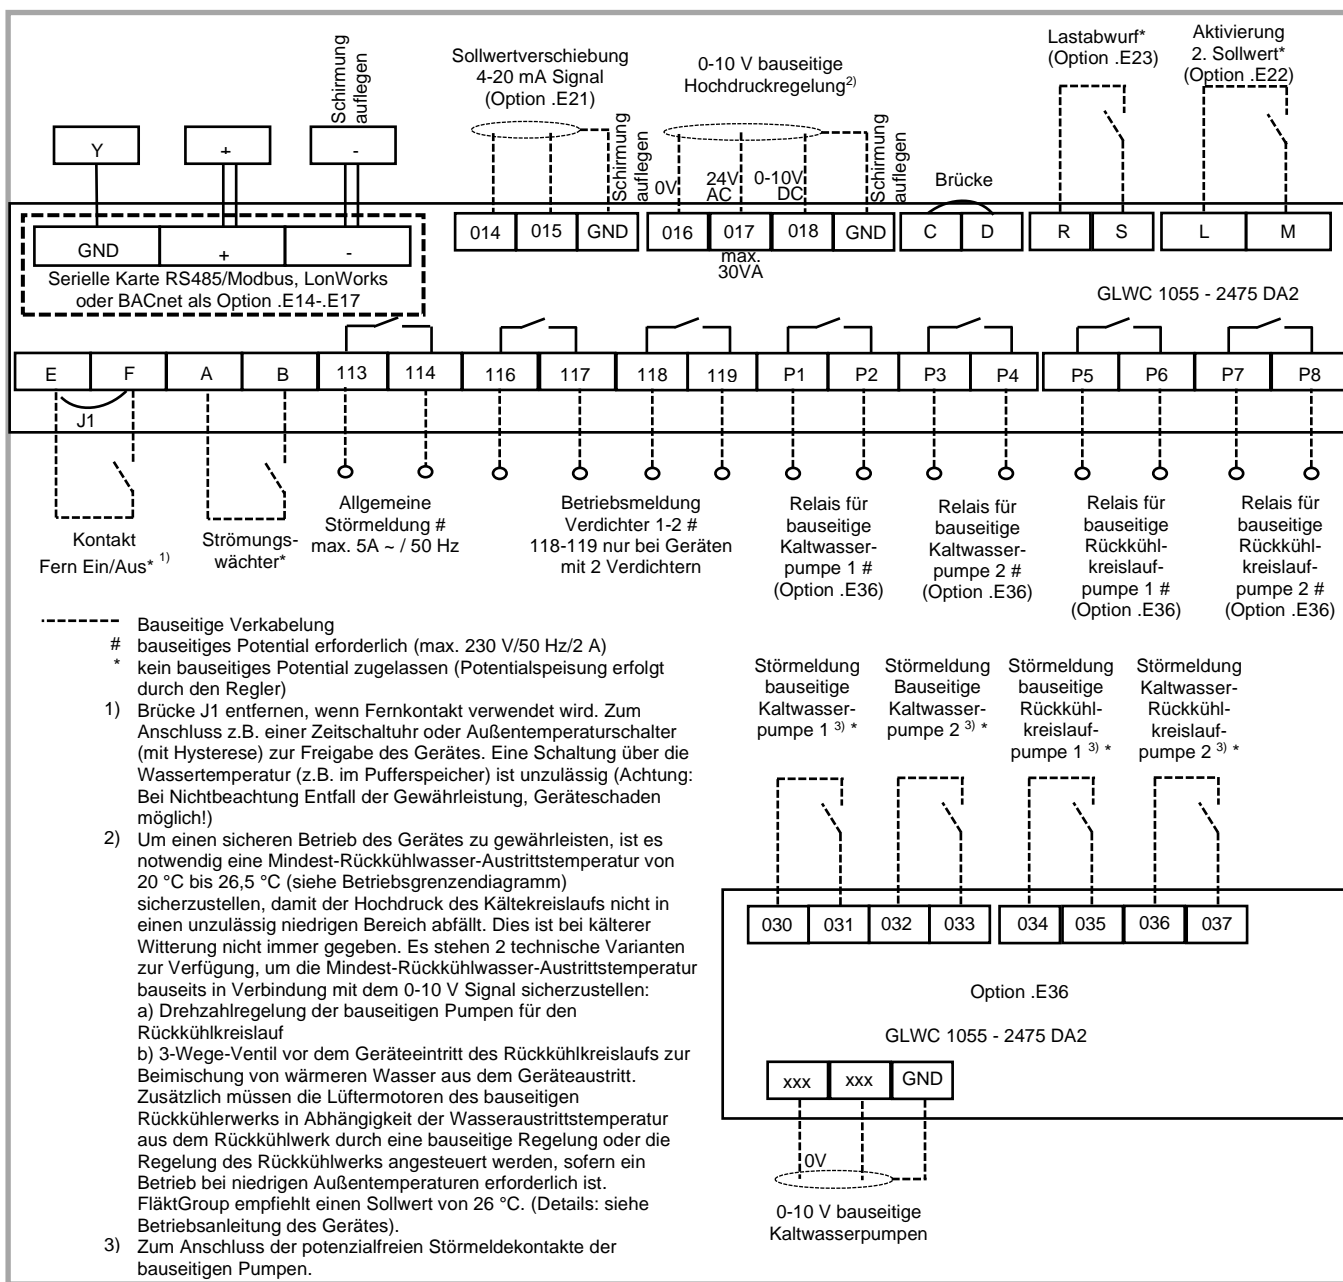 Schirmung
auflegen
Sollwertverschiebung
4-20 mA Signal
(Option .E21)
0-10 V bauseitige
Hochdruckregelung2)
Lastabwurf*
(Option .E23)
Aktivierung
2. Sollwert*
(Option .E22)
Y
+
-
Schirmung
auflegen
0V
24V
AC
0-10V
DC
Schirmung
auflegen
Brücke
GND
+
-
014
015
GND
016
017
018
GND
C
D
R
S
L
M
max.
30VA
Serielle Karte RS485/Modbus, LonWorks
oder BACnet als Option .E14-.E17
GLWC 1055 - 2475 DA2
E
F
A
B
113
114
116
117
118
119
P1
P2
P3
P4
P5
P6
P7
P8
J1
Kontakt
Fern Ein/Aus* 1)
Strömungs-
wächter*
Allgemeine
Störmeldung #
max. 5A ~ / 50 Hz
Betriebsmeldung
Verdichter 1-2 #
118-119 nur bei Geräten
mit 2 Verdichtern
Relais für
bauseitige
Kaltwasser-
pumpe 1 #
(Option .E36)
Relais für
bauseitige
Kaltwasser-
pumpe 2 #
(Option .E36)
Relais für
bauseitige
Rückkühl-
kreislauf-
pumpe 1 #
(Option .E36)
Relais für
bauseitige
Rückkühl-
kreislauf-
pumpe 2 #
(Option .E36)
Bauseitige Verkabelung
# bauseitiges Potential erforderlich (max. 230 V/50 Hz/2 A)
* kein bauseitiges Potential zugelassen (Potentialspeisung erfolgt
durch den Regler)
1) Brücke J1 entfernen, wenn Fernkontakt verwendet wird. Zum
Anschluss z.B. einer Zeitschaltuhr oder Außentemperaturschalter
(mit Hysterese) zur Freigabe des Gerätes. Eine Schaltung über die
Wassertemperatur (z.B. im Pufferspeicher) ist unzulässig (Achtung:
Bei Nichtbeachtung Entfall der Gewährleistung, Geräteschaden
möglich!)
2) Um einen sicheren Betrieb des Gerätes zu gewährleisten, ist es
notwendig eine Mindest-Rückkühlwasser-Austrittstemperatur von
20 °C bis 26,5 °C (siehe Betriebsgrenzendiagramm)
sicherzustellen, damit der Hochdruck des Kältekreislaufs nicht in
einen unzulässig niedrigen Bereich abfällt. Dies ist bei kälterer
Witterung nicht immer gegeben. Es stehen 2 technische Varianten
zur Verfügung, um die Mindest-Rückkühlwasser-Austrittstemperatur
bauseits in Verbindung mit dem 0-10 V Signal sicherzustellen:
a) Drehzahlregelung der bauseitigen Pumpen für den
Rückkühlkreislauf
b) 3-Wege-Ventil vor dem Geräteeintritt des Rückkühlkreislaufs zur
Beimischung von wärmeren Wasser aus dem Geräteaustritt.
Zusätzlich müssen die Lüftermotoren des bauseitigen
Rückkühlerwerks in Abhängigkeit der Wasseraustrittstemperatur
aus dem Rückkühlwerk durch eine bauseitige Regelung oder die
Regelung des Rückkühlwerks angesteuert werden, sofern ein
Betrieb bei niedrigen Außentemperaturen erforderlich ist.
FläktGroup empfiehlt einen Sollwert von 26 °C. (Details: siehe
Betriebsanleitung des Gerätes).
3) Zum Anschluss der potenzialfreien Störmeldekontakte der
bauseitigen Pumpen.
Störmeldung
bauseitige
Kaltwasser-
pumpe 1 3) *
Störmeldung
Bauseitige
Kaltwasser-
pumpe 2 3) *
Störmeldung
bauseitige
Rückkühl-
kreislauf-
pumpe 1 3) *
Störmeldung
Kaltwasser-
Rückkühl-
kreislauf-
pumpe 2 3) *
030
031
032
033
034
035
036
037
Option .E36
GLWC 1055 - 2475 DA2
xxx
xxx
GND
0V
0-10 V bauseitige
Kaltwasserpumpen